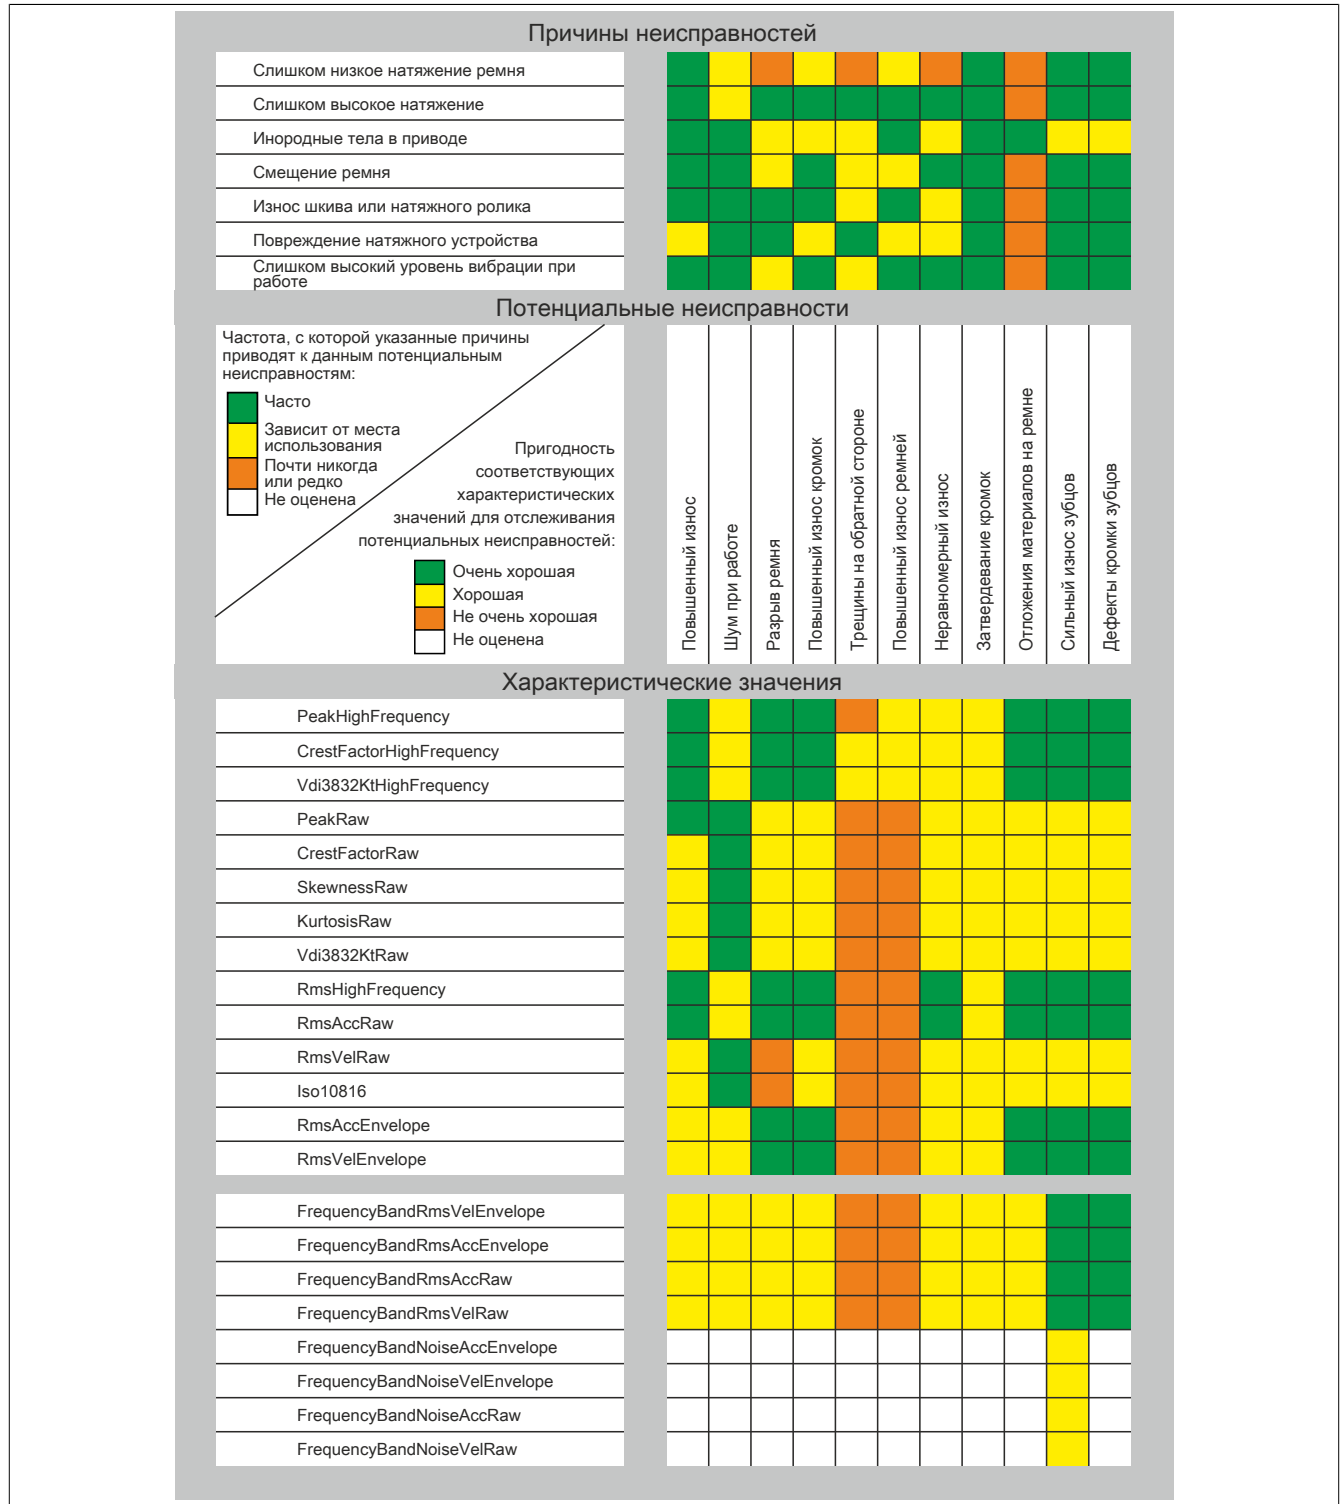 Причины неисправностей
Слишком низкое натяжение ремня
Слишком высокое натяжение
Инородные тела в приводе
Смещение ремня
Износ шкива или натяжного ролика
Повреждение натяжного устройства
Слишком высокий уровень вибрации при
работе
Потенциальные неисправности
Частота, с которой указанные причины
приводят к данным потенциальным
неисправностям:
Часто
Зависит от места
использования
Почти никогда
или редко
Не оценена
Пригодность
соответствующих
характеристических
значений для отслеживания
потенциальных неисправностей:
Очень хорошая
Хорошая
Не очень хорошая
Не оценена
Повышенный износ
Шум при работе
Разрыв ремня
Повышенный износ кромок
Трещины на обратной стороне
Повышенный износ ремней
Неравномерный износ
Затвердевание кромок
Отложения материалов на ремне
Сильный износ зубцов
Дефекты кромки зубцов
Характеристические значения
PeakHighFrequency
CrestFactorHighFrequency
Vdi3832KtHighFrequency
PeakRaw
CrestFactorRaw
SkewnessRaw
KurtosisRaw
Vdi3832KtRaw
RmsHighFrequency
RmsAccRaw
RmsVelRaw
Iso10816
RmsAccEnvelope
RmsVelEnvelope
FrequencyBandRmsVelEnvelope
FrequencyBandRmsAccEnvelope
FrequencyBandRmsAccRaw
FrequencyBandRmsVelRaw
FrequencyBandNoiseAccEnvelope
FrequencyBandNoiseVelEnvelope
FrequencyBandNoiseAccRaw
FrequencyBandNoiseVelRaw